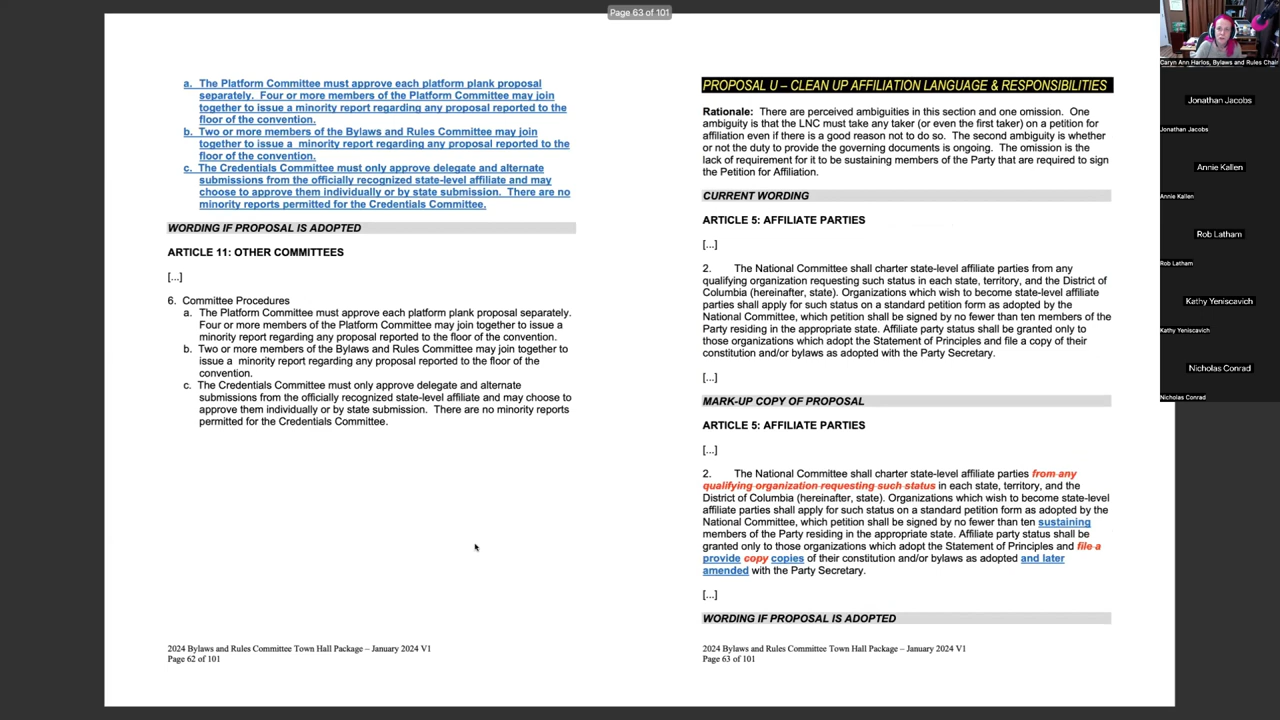 Page 63 of 101
a. The Platform Committee must approve each platform plank proposal
separately. Four or more members of the Platform Committee may join
together to issue a minority report regarding any proposal reported to the
floor of the convention.
b. Two or more members of the Bylaws and Rules Committee may join
together to issue a minority report regarding any proposal reported to the
floor of the convention.
c. The Credentials Committee must only approve delegate and alternate
submissions from the officially recognized state-level affiliate and may
choose to approve them individually or by state submission. There are no
minority reports permitted for the Credentials Committee.
WORDING IF PROPOSAL IS ADOPTED
ARTICLE 11: OTHER COMMITTEES
[...]
6. Committee Procedures
a. The Platform Committee must approve each platform plank proposal separately.
Four or more members of the Platform Committee may join together to issue a
minority report regarding any proposal reported to the floor of the convention.
b. Two or more members of the Bylaws and Rules Committee may join together to
issue a minority report regarding any proposal reported to the floor of the
convention.
c. The Credentials Committee must only approve delegate and alternate
submissions from the officially recognized state-level affiliate and may choose to
approve them individually or by state submission. There are no minority reports
permitted for the Credentials Committee.
2024 Bylaws and Rules Committee Town Hall Package – January 2024 V1
Page 62 of 101
PROPOSAL U – CLEAN UP AFFILIATION LANGUAGE & RESPONSIBILITIES
Rationale: There are perceived ambiguities in this section and one omission. One
ambiguity is that the LNC must take any taker (or even the first taker) on a petition for
affiliation even if there is a good reason not to do so. The second ambiguity is whether
or not the duty to provide the governing documents is ongoing. The omission is the
lack of requirement for it to be sustaining members of the Party that are required to sign
the Petition for Affiliation.
CURRENT WORDING
ARTICLE 5: AFFILIATE PARTIES
[...]
2. The National Committee shall charter state-level affiliate parties from any
qualifying organization requesting such status in each state, territory, and the District of
Columbia (hereinafter, state). Organizations which wish to become state-level affiliate
parties shall apply for such status on a standard petition form as adopted by the
National Committee, which petition shall be signed by no fewer than ten members of the
Party residing in the appropriate state. Affiliate party status shall be granted only to
those organizations which adopt the Statement of Principles and file a copy of their
constitution and/or bylaws as adopted with the Party Secretary.
[...]
MARK-UP COPY OF PROPOSAL
ARTICLE 5: AFFILIATE PARTIES
[...]
2. The National Committee shall charter state-level affiliate parties from any
qualifying organization requesting such status in each state, territory, and the
District of Columbia (hereinafter, state). Organizations which wish to become state-level
affiliate parties shall apply for such status on a standard petition form as adopted by the
National Committee, which petition shall be signed by no fewer than ten sustaining
members of the Party residing in the appropriate state. Affiliate party status shall be
granted only to those organizations which adopt the Statement of Principles and file a
provide copy copies of their constitution and/or bylaws as adopted and later
amended with the Party Secretary.
[...]
WORDING IF PROPOSAL IS ADOPTED
2024 Bylaws and Rules Committee Town Hall Package – January 2024 V1
Page 63 of 101
Caryn Ann Harlos, Bylaws and Rules Chair
Jonathan Jacobs
Jonathan Jacobs
Annie Kallen
Annie Kallen
Rob Latham
Rob Latham
Kathy Yeniscavich
Kathy Yeniscavich
Nicholas Conrad
Nicholas Conrad